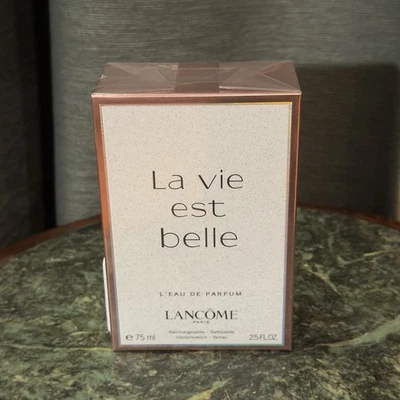 La vie
est
belle
L'EAU DE PARFUM
LANCÔME
PARIS
℮ 75 ml
2.5 FL.OZ.